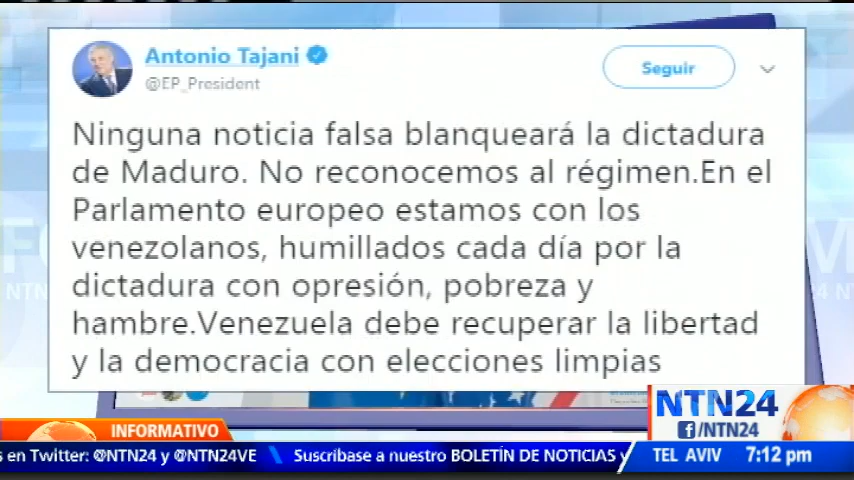 Antonio Tajani
@EP_President
Seguir
Ninguna noticia falsa blanqueará la dictadura
de Maduro. No reconocemos al régimen.En el
Parlamento europeo estamos con los
venezolanos, humillados cada día por la
dictadura con opresión, pobreza y
hambre.Venezuela debe recuperar la libertad
y la democracia con elecciones limpias
NTN24
f/NTN24
INFORMATIVO
s en Twitter: @NTN24 y @NTN24VE
Suscríbase a nuestro BOLETÍN DE NOTICIAS y
TEL AVIV 7:12 pm